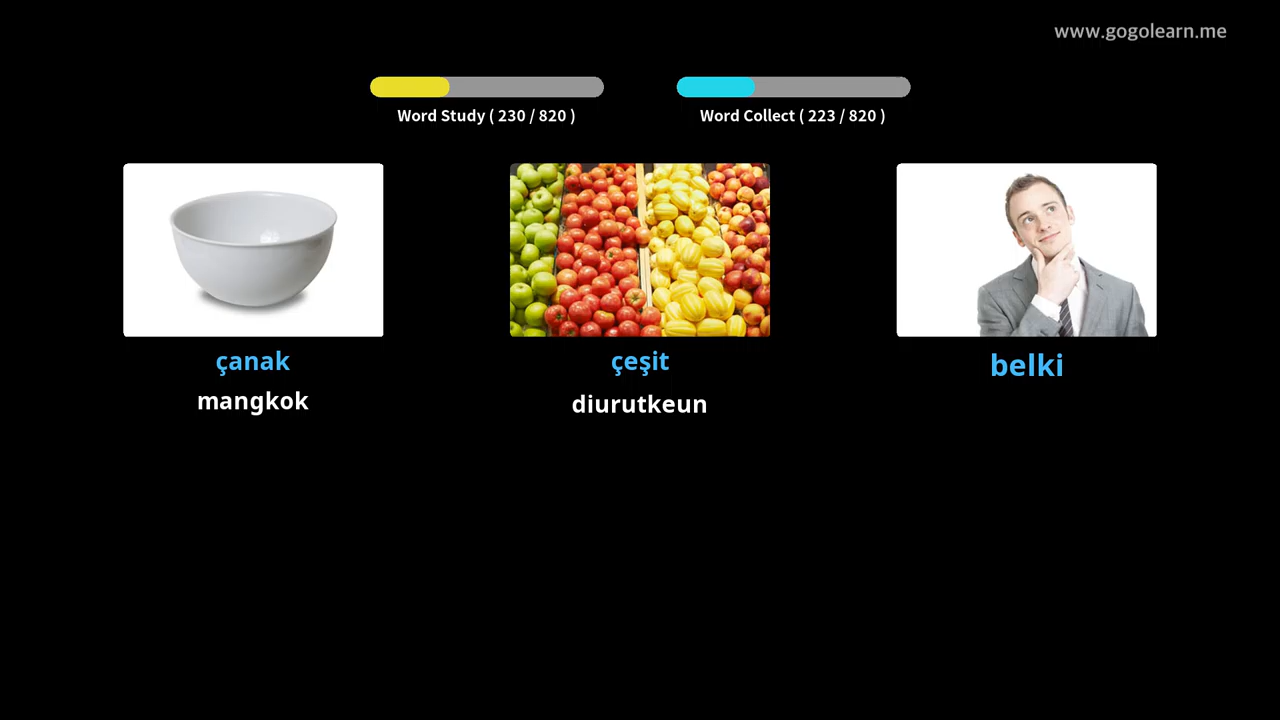 www.gogolearn.me
Word Study ( 230 / 820 )
Word Collect ( 223 / 820 )
çanak
çeşit
belki
mangkok
diurutkeun